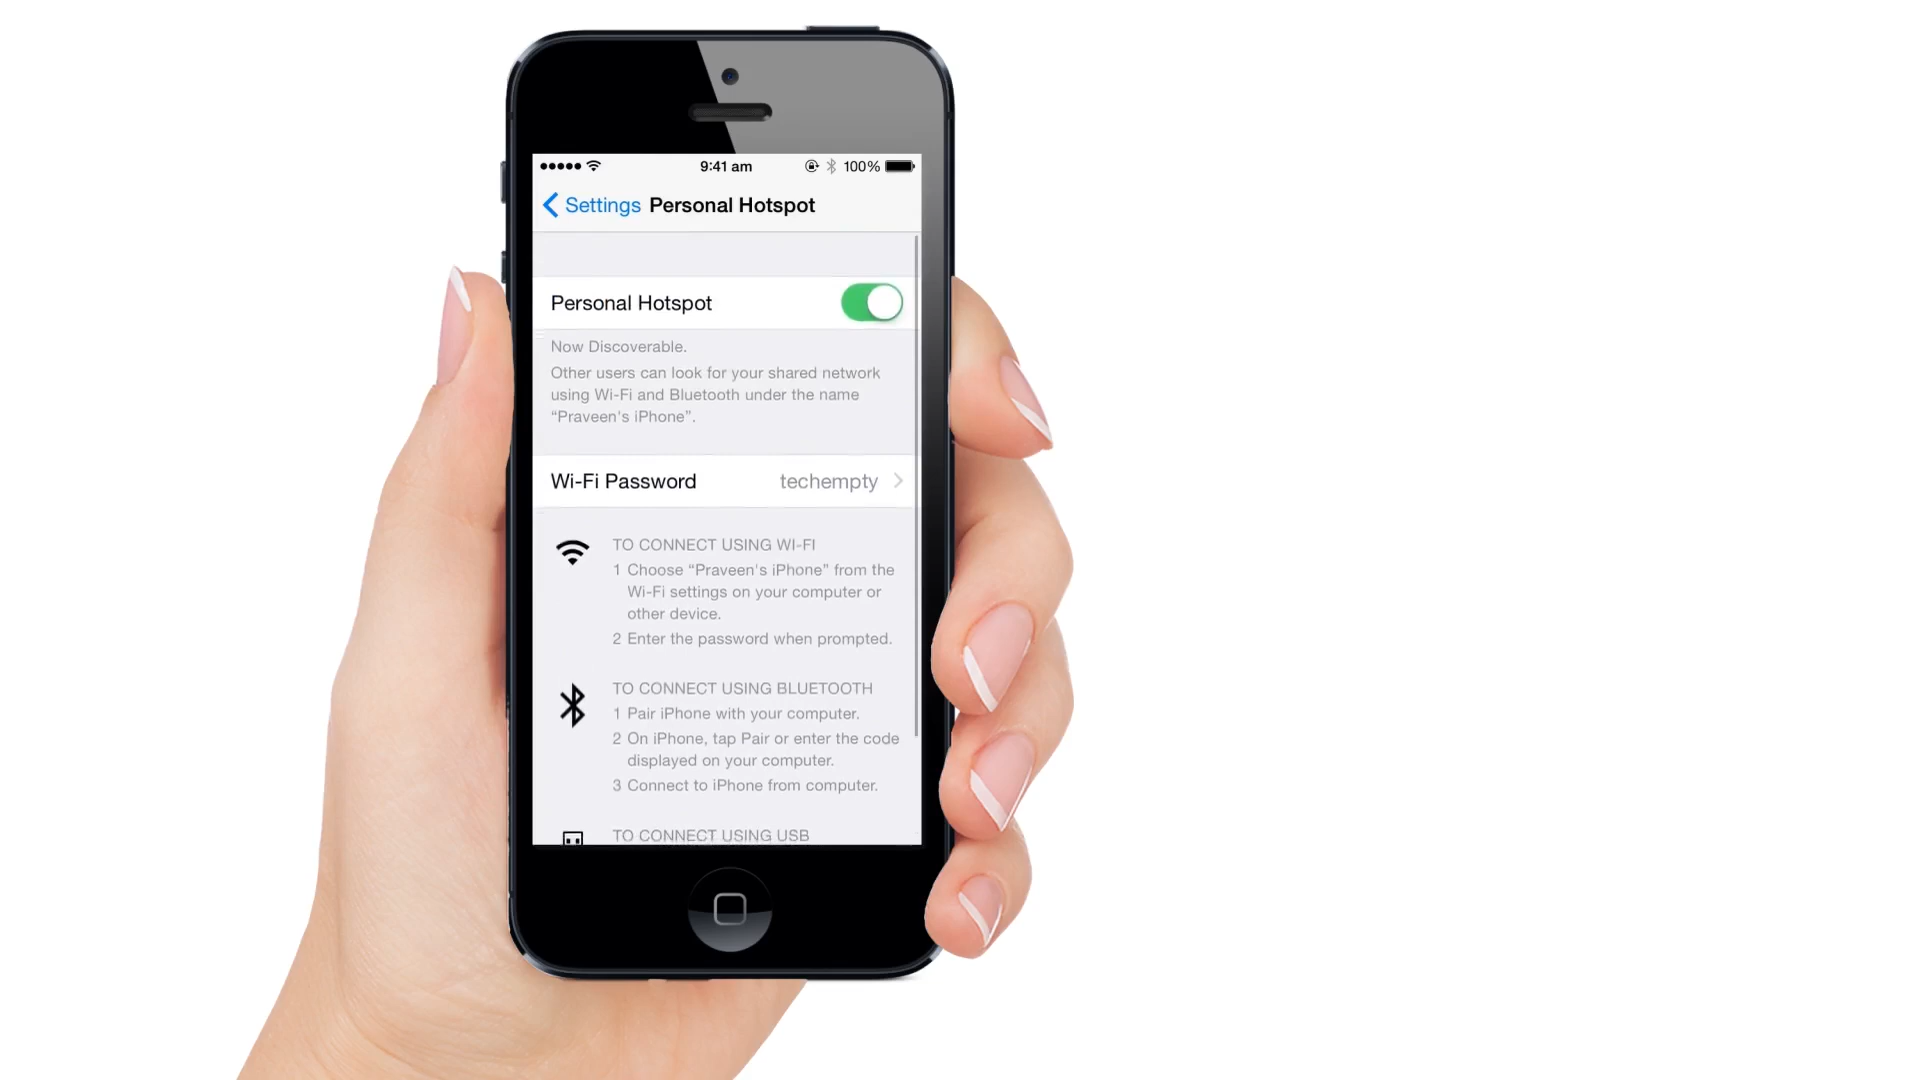 9:41 am 100%
Settings Personal Hotspot
Personal Hotspot
Now Discoverable.
Other users can look for your shared network
using Wi-Fi and Bluetooth under the name
“Praveen's iPhone”.
Wi-Fi Password techempty
TO CONNECT USING WI-FI
1 Choose “Praveen's iPhone” from the
Wi-Fi settings on your computer or
other device.
2 Enter the password when prompted.
TO CONNECT USING BLUETOOTH
1 Pair iPhone with your computer.
2 On iPhone, tap Pair or enter the code
displayed on your computer.
3 Connect to iPhone from computer.
TO CONNECT USING USB